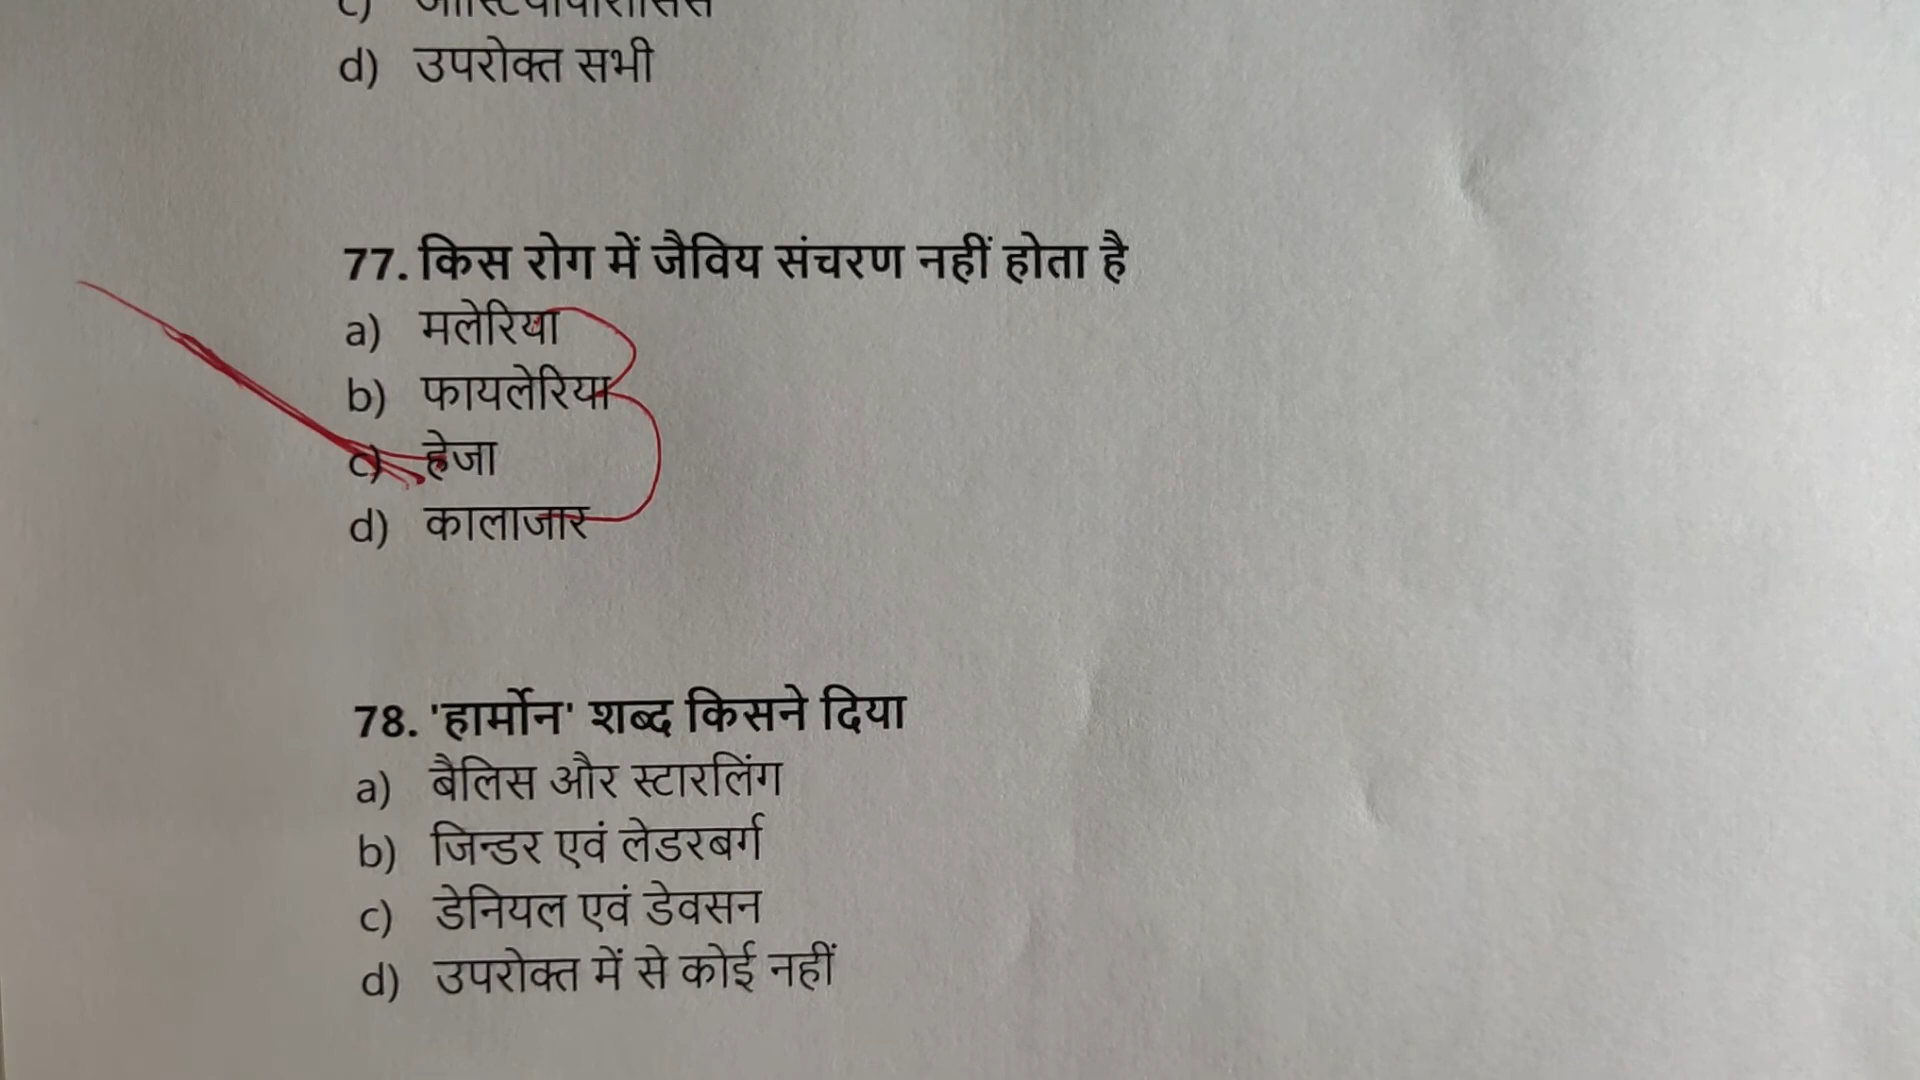 d) उपरोक्त सभी
77. किस रोग में जैविय संचरण नहीं होता है
a) मलेरिया
b) फायलेरिया
c) हेजा
d) कालाजार
78. 'हार्मोन' शब्द किसने दिया
a) बैलिस और स्टारलिंग
b) जिन्डर एवं लेडरबर्ग
c) डेनियल एवं डेवसन
d) उपरोक्त में से कोई नहीं